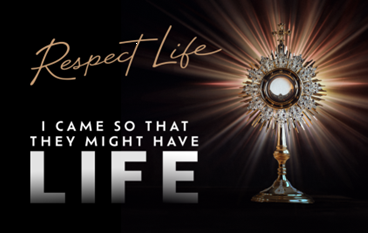 Respect Life
I CAME SO THAT
THEY MIGHT HAVE
LIFE